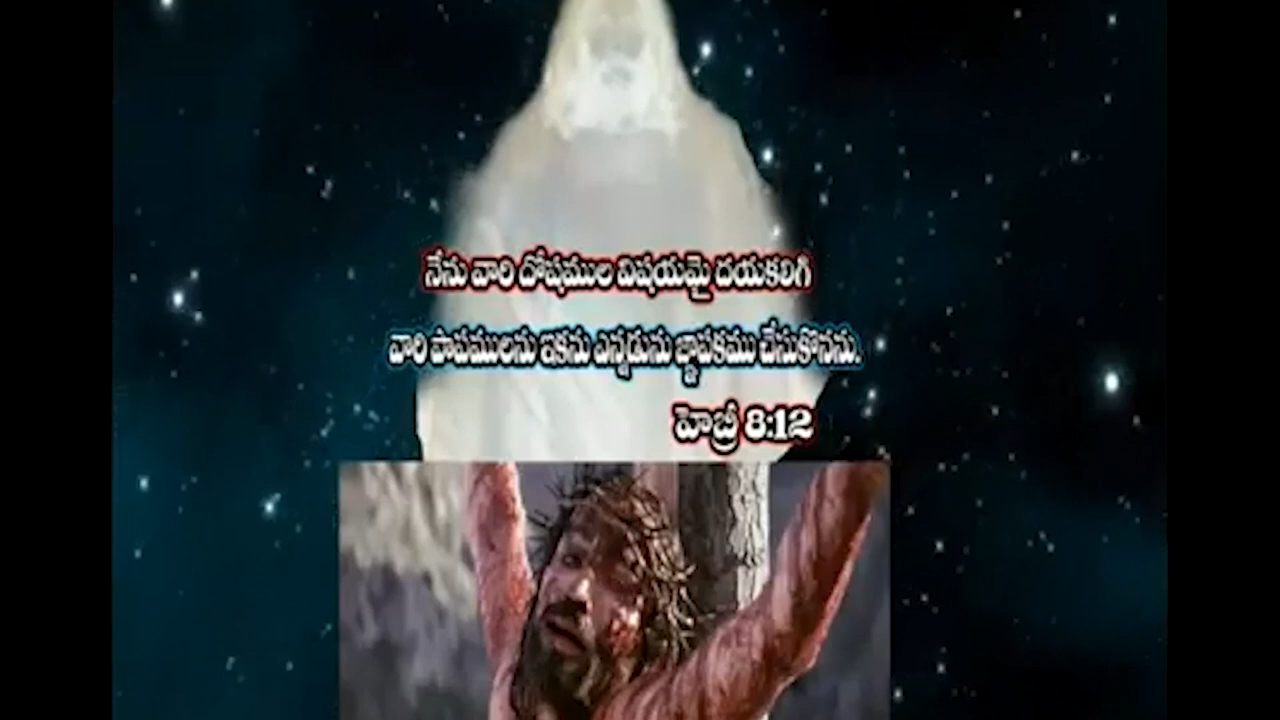 నేను వారి దోషముల విషయమై దయకలిగి
వారి పాపములను ఇకను ఎన్నడును జ్ఞాపకము చేసుకొనను.
హెబ్రీ 8:12